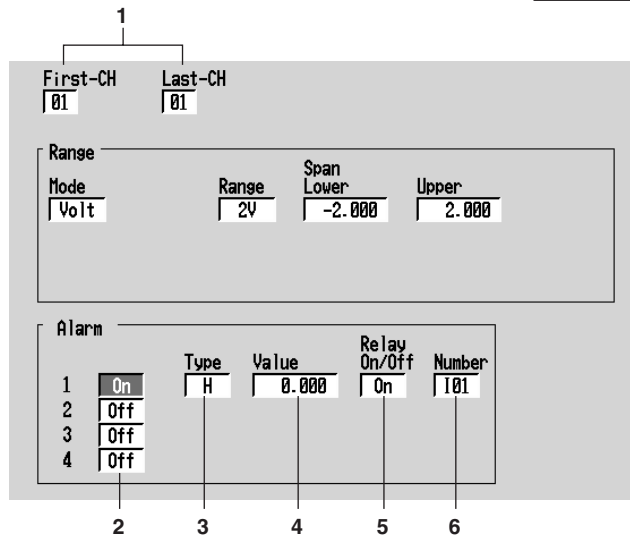 1
First-CH Last-CH
01 01
Range
Span
Mode Range Lower Upper
Volt 2V -2.000 2.000
Alarm
Relay
Type Value On/Off Number
1 On H 0.000 On I01
2 Off
3 Off
4 Off
2 3 4 5 6